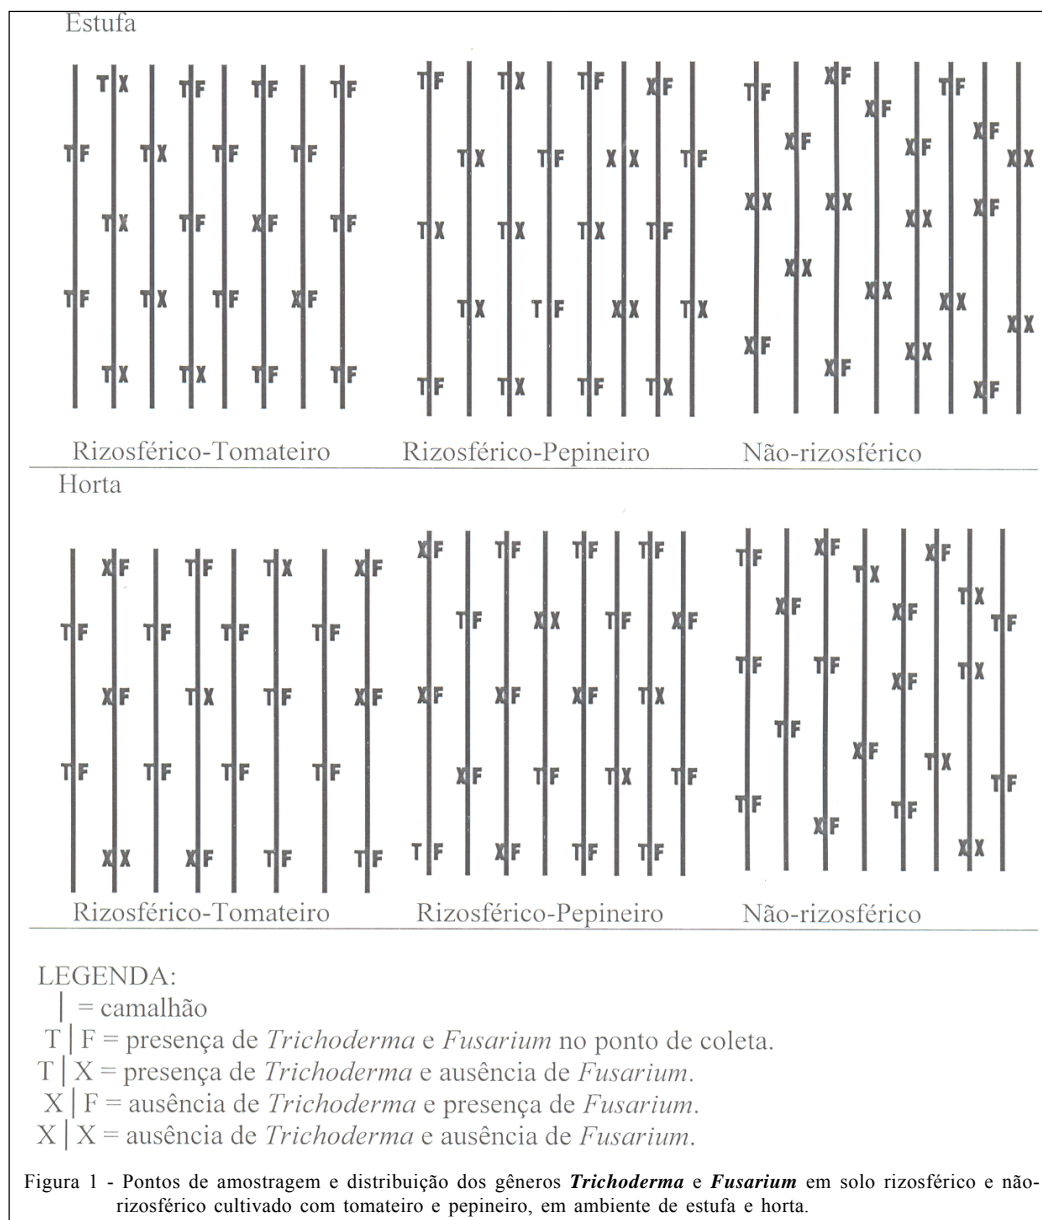 Estufa
T|X T|F T|F T|F
T|F T|X T|F T|F
T|X T|F X|F T|F
T|F T|X T|F X|F
T|X T|X T|F T|F
Rizosférico-Tomateiro
T|F T|X T|F X|F
T|X T|F X|X T|F
T|X T|X T|X T|F
T|X T|F X|X T|X
T|F T|X T|F T|X
Rizosférico-Pepineiro
T|F X|F X|F T|F
X|F X|F X|F X|X
X|X X|X X|X X|F
X|X X|X X|X X|X
X|F X|F X|X X|F
Não-rizosférico
Horta
X|F T|F T|X X|F
T|F T|F T|F T|F
X|F T|X T|F X|F
T|F T|F T|F T|F
X|X X|F T|F T|F
Rizosférico-Tomateiro
X|F T|F T|F T|F
T|F X|X T|F X|F
X|F X|F X|F T|X
X|F T|F T|X T|F
T|F X|F T|F T|F
Rizosférico-Pepineiro
T|F X|F T|X X|F
X|F X|F T|X T|F
T|F T|F X|F T|X
T|F X|F T|X T|F
T|F X|F T|F X|X
Não-rizosférico
LEGENDA:
| = camalhão
T | F = presença de Trichoderma e Fusarium no ponto de coleta.
T | X = presença de Trichoderma e ausência de Fusarium.
X | F = ausência de Trichoderma e presença de Fusarium.
X | X = ausência de Trichoderma e ausência de Fusarium.
Figura 1 - Pontos de amostragem e distribuição dos gêneros Trichoderma e Fusarium em solo rizosférico e não-
rizosférico cultivado com tomateiro e pepineiro, em ambiente de estufa e horta.